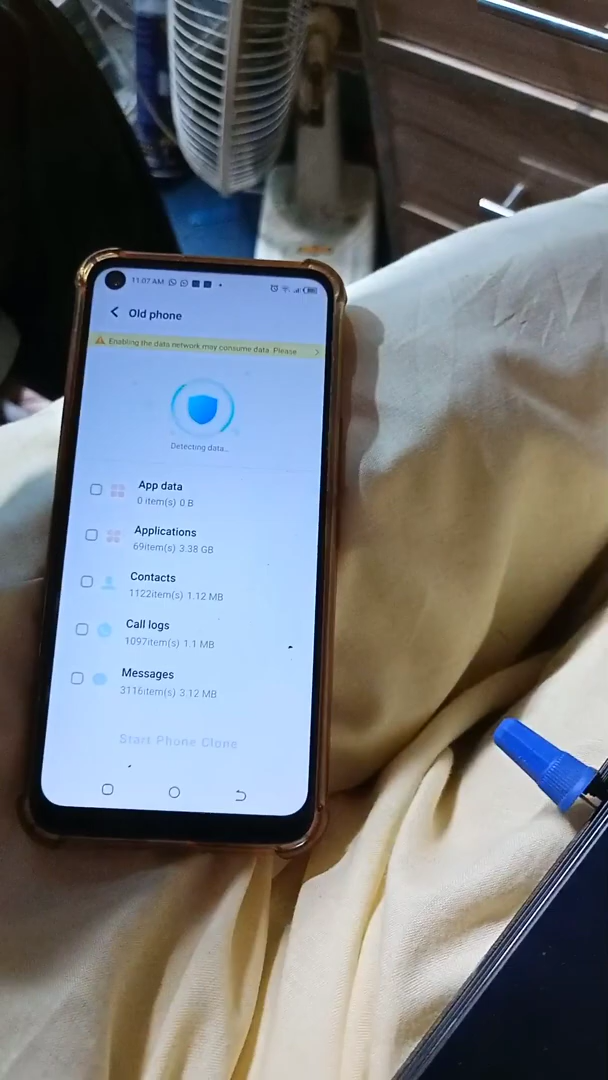 11:07 AM
Old phone
Enabling the data network may consume data. Please
Detecting data...
App data
0 item(s) 0 B
Applications
69item(s) 3.38 GB
Contacts
1122item(s) 1.12 MB
Call logs
1097item(s) 1.1 MB
Messages
3116item(s) 3.12 MB
Start Phone Clone